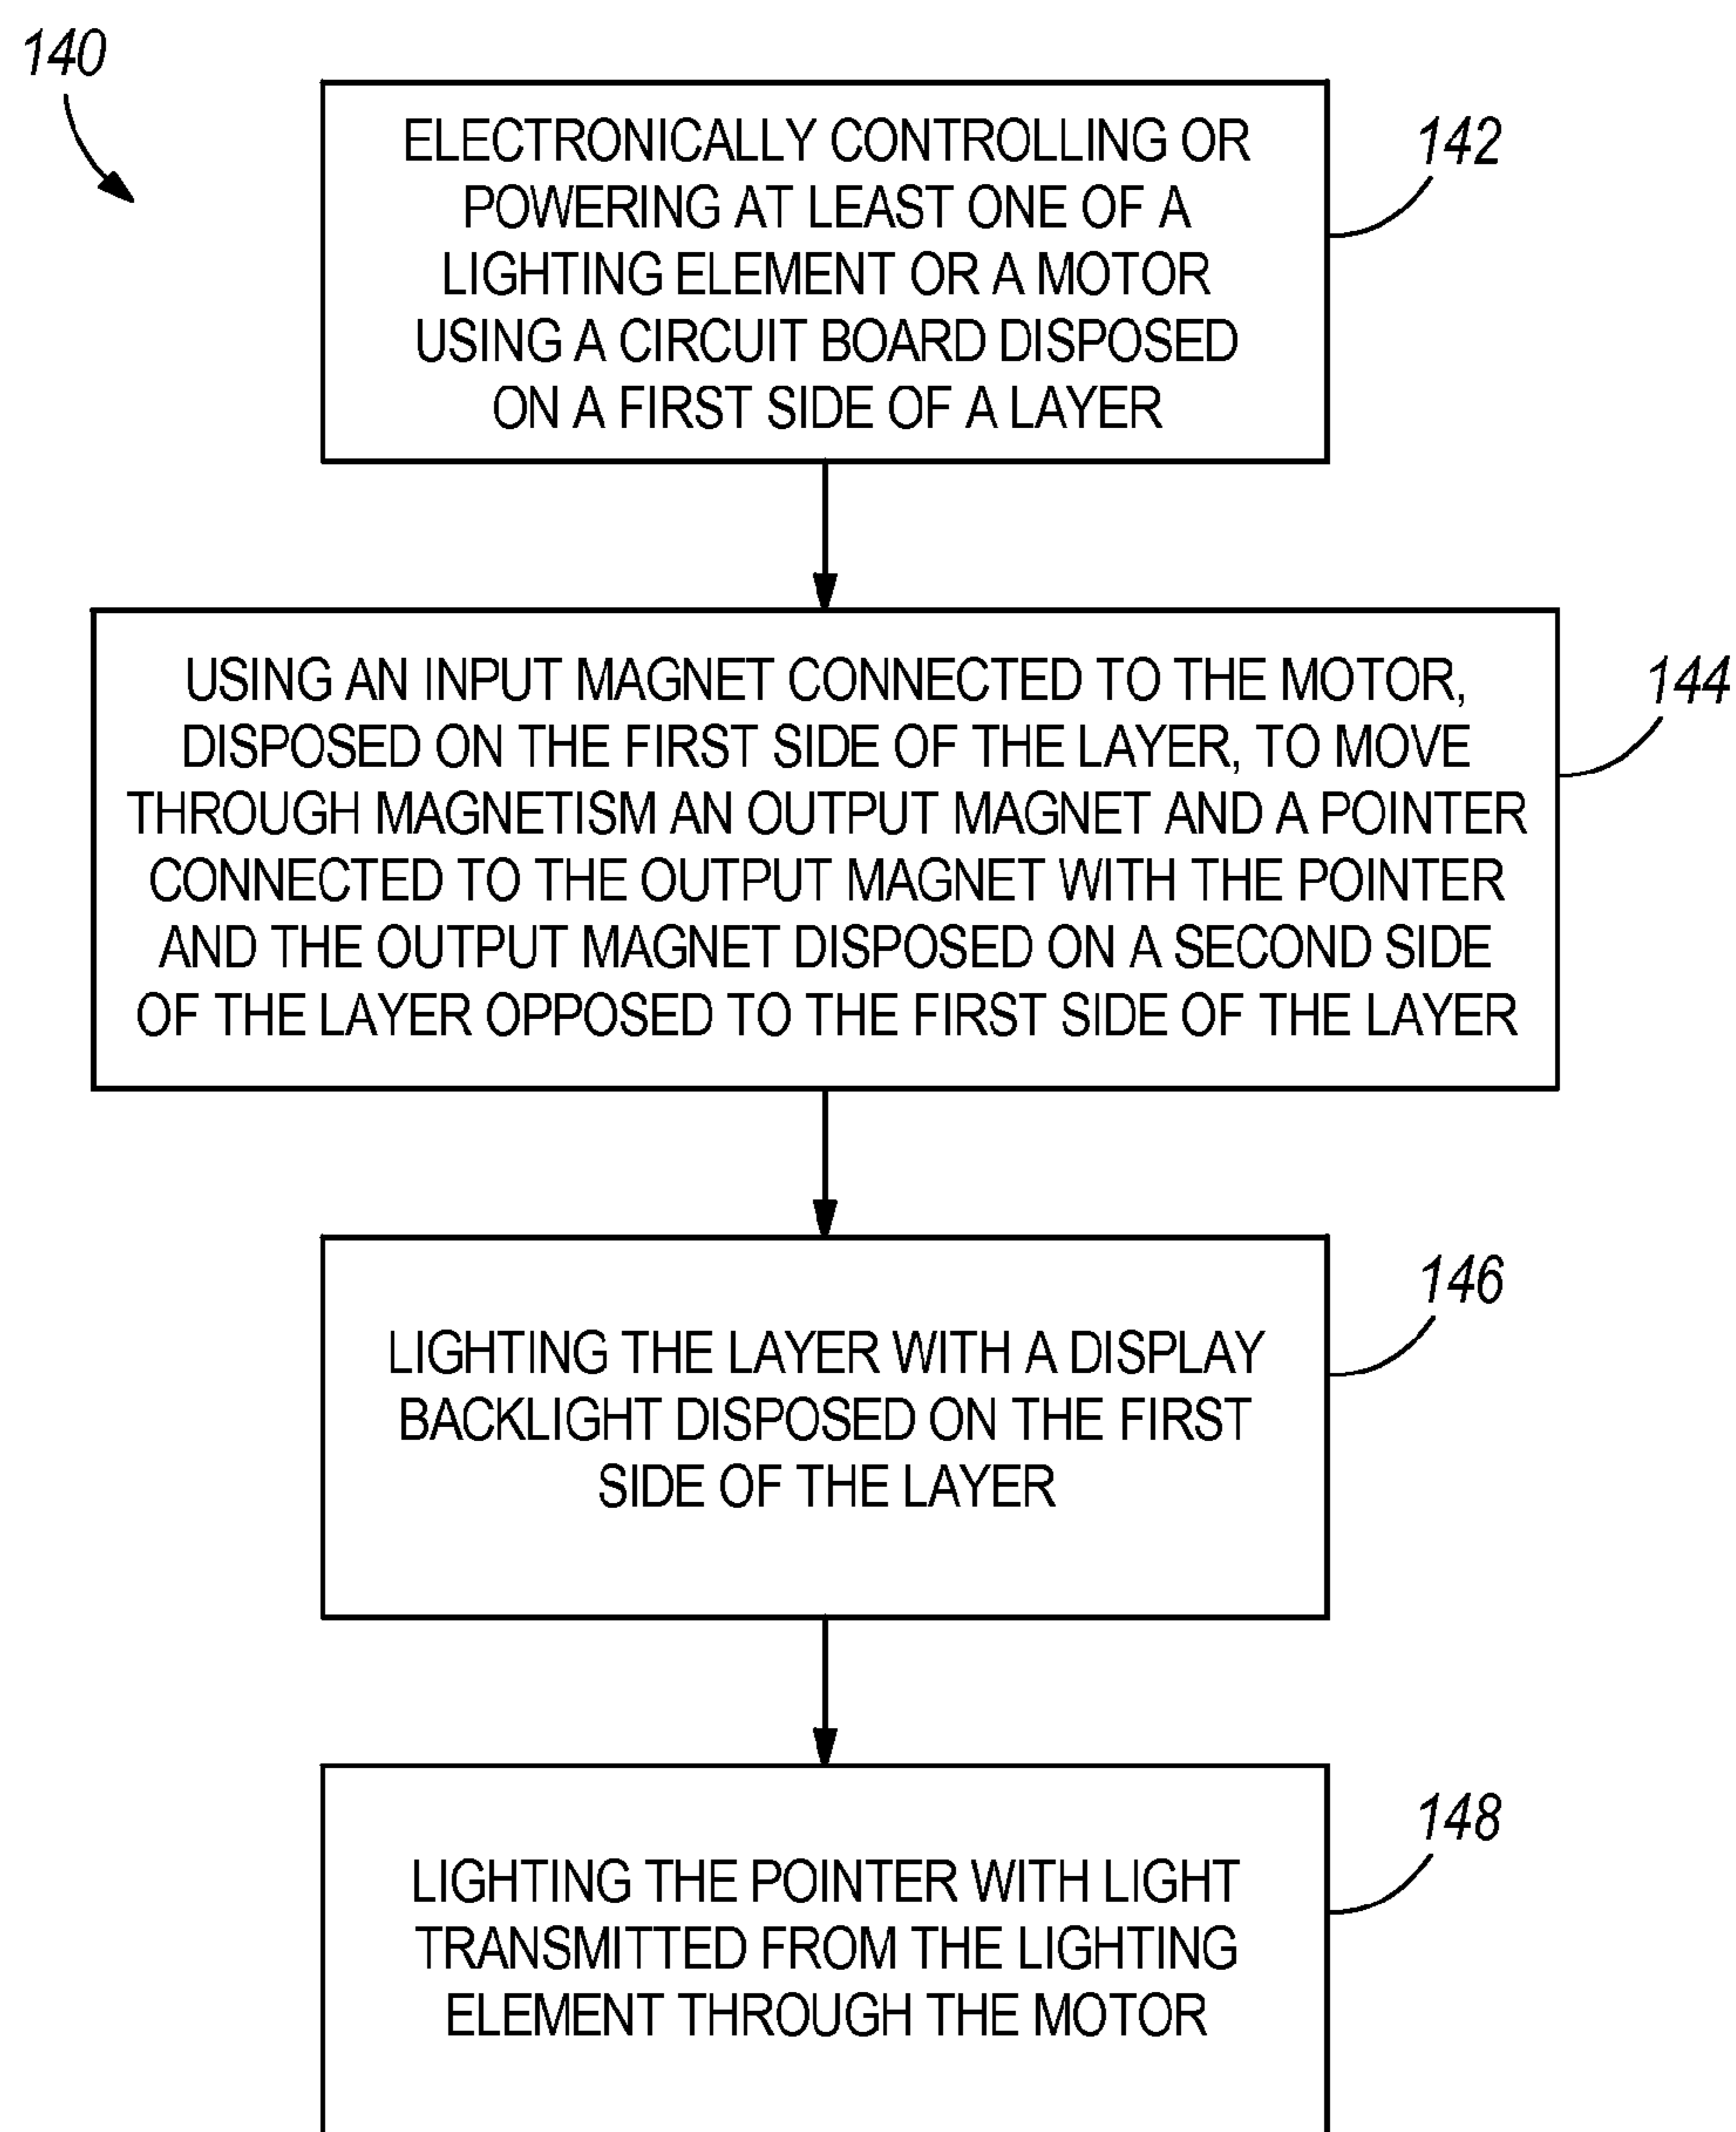 140
ELECTRONICALLY CONTROLLING OR
POWERING AT LEAST ONE OF A
LIGHTING ELEMENT OR A MOTOR
USING A CIRCUIT BOARD DISPOSED
ON A FIRST SIDE OF A LAYER
142
USING AN INPUT MAGNET CONNECTED TO THE MOTOR,
DISPOSED ON THE FIRST SIDE OF THE LAYER, TO MOVE
THROUGH MAGNETISM AN OUTPUT MAGNET AND A POINTER
CONNECTED TO THE OUTPUT MAGNET WITH THE POINTER
AND THE OUTPUT MAGNET DISPOSED ON A SECOND SIDE
OF THE LAYER OPPOSED TO THE FIRST SIDE OF THE LAYER
144
LIGHTING THE LAYER WITH A DISPLAY
BACKLIGHT DISPOSED ON THE FIRST
SIDE OF THE LAYER
146
LIGHTING THE POINTER WITH LIGHT
TRANSMITTED FROM THE LIGHTING
ELEMENT THROUGH THE MOTOR
148